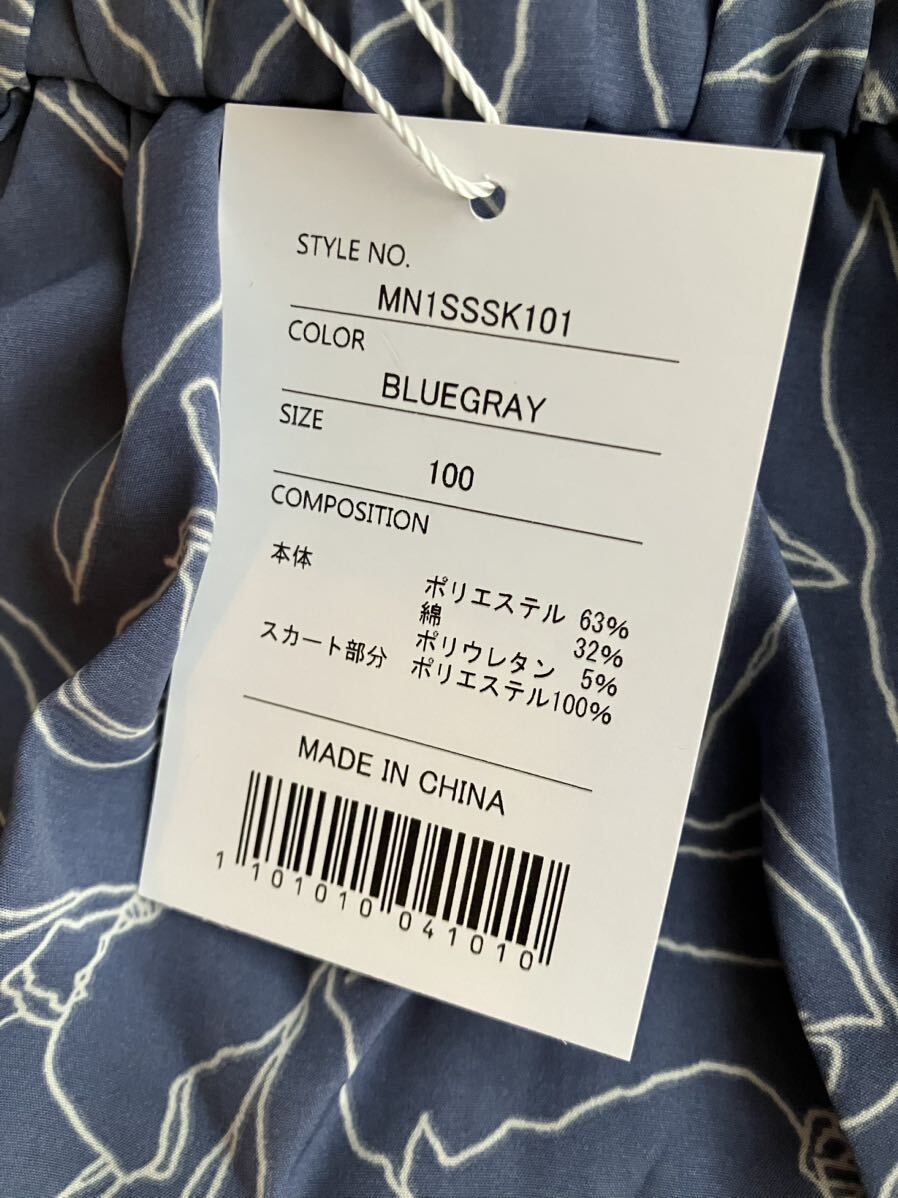 STYLE NO.
MN1SSSK101
COLOR
BLUEGRAY
SIZE
100
COMPOSITION
本体 ポリエステル 63%
綿 32%
ポリウレタン 5%
スカート部分 ポリエステル100%
MADE IN CHINA
1 101010 041010